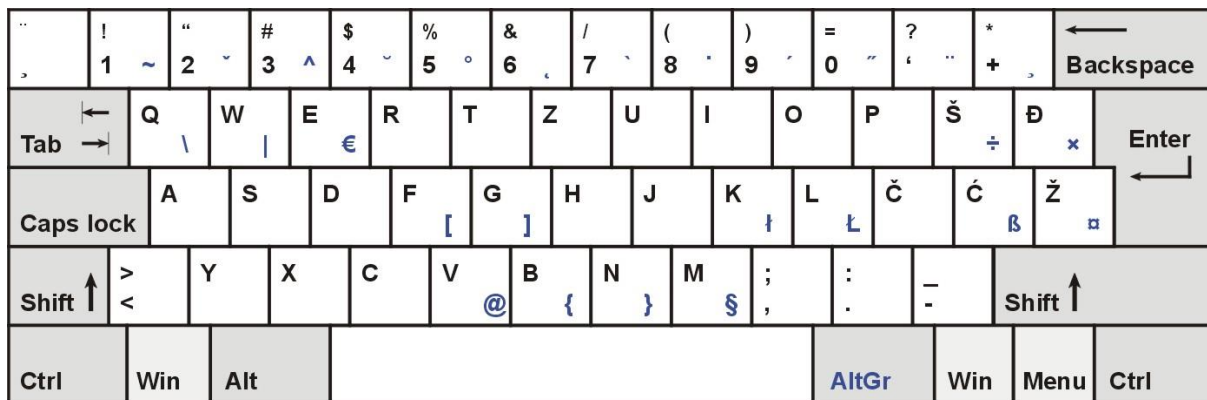 ¨ ! “ # $ % & / ( ) = ? *
¸ 1 ~ 2 ˇ 3 ^ 4 ˘ 5 ° 6 ˛ 7 ` 8 ˙ 9 ´ 0 ˝ ‘ ¨ + ¸ Backspace
Q W E R T Z U I O P Š Đ
Tab \ | € ÷ × Enter
A S D F G H J K L Č Ć Ž
Caps lock [ ] ł Ł ß ¤
> Y X C V B N M ; : _
Shift < @ { } § , . - Shift
Ctrl Win Alt AltGr Win Menu Ctrl